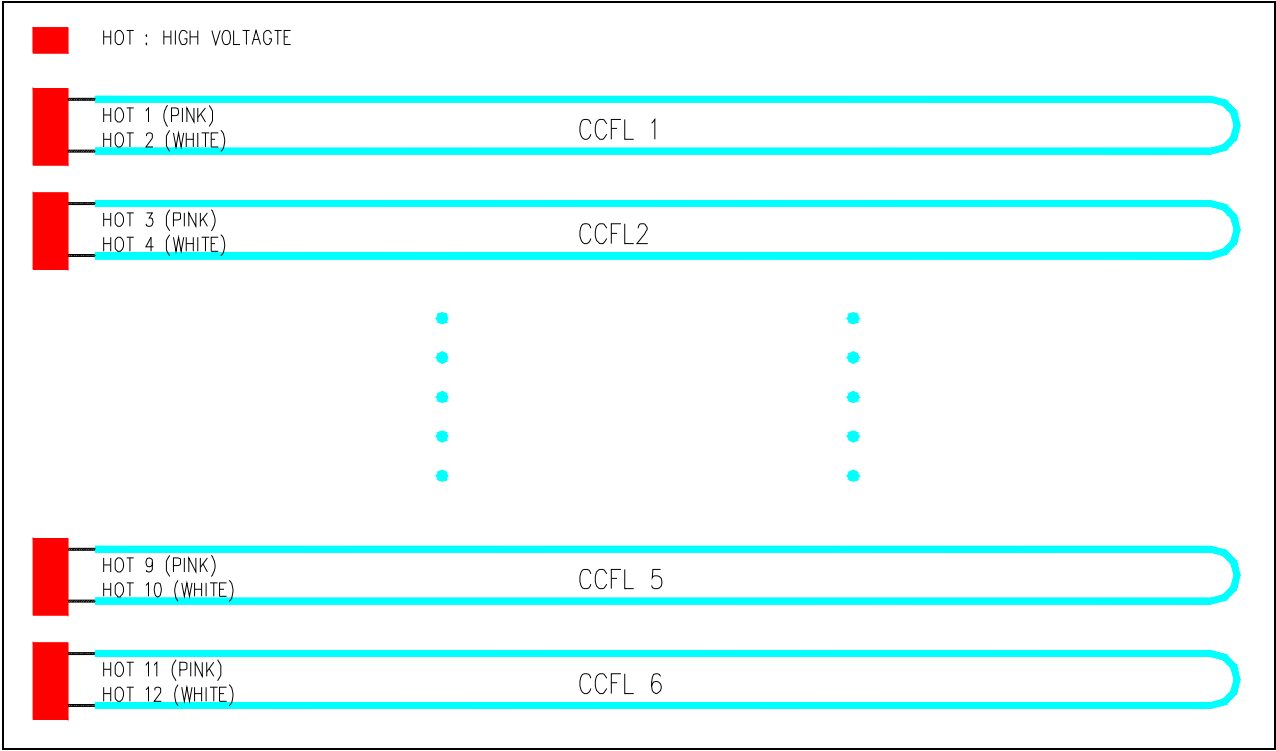 HOT : HIGH VOLTAGTE
HOT 1 (PINK)
HOT 2 (WHITE)
CCFL 1
HOT 3 (PINK)
HOT 4 (WHITE)
CCFL2
HOT 9 (PINK)
HOT 10 (WHITE)
CCFL 5
HOT 11 (PINK)
HOT 12 (WHITE)
CCFL 6